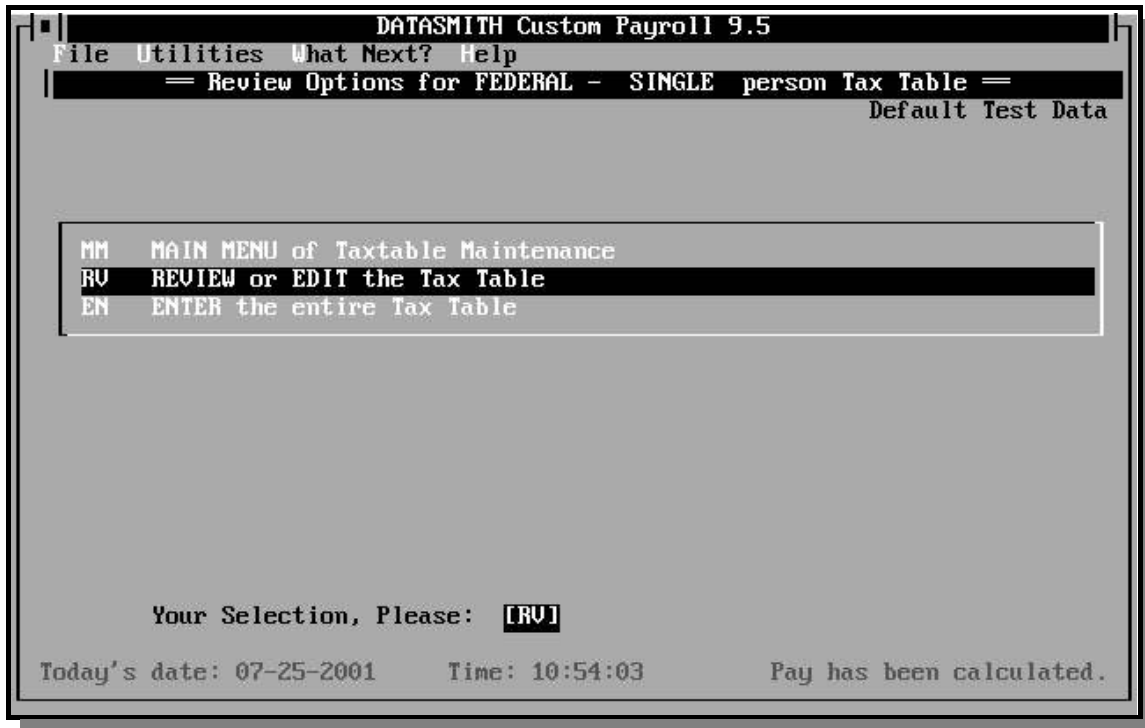 DATASMITH Custom Payroll 9.5
File Utilities What Next? Help
== Review Options for FEDERAL - SINGLE person Tax Table ==
Default Test Data
MM MAIN MENU of Taxtable Maintenance
RV REVIEW or EDIT the Tax Table
EN ENTER the entire Tax Table
Your Selection, Please: [RV]
Today's date: 07-25-2001 Time: 10:54:03 Pay has been calculated.